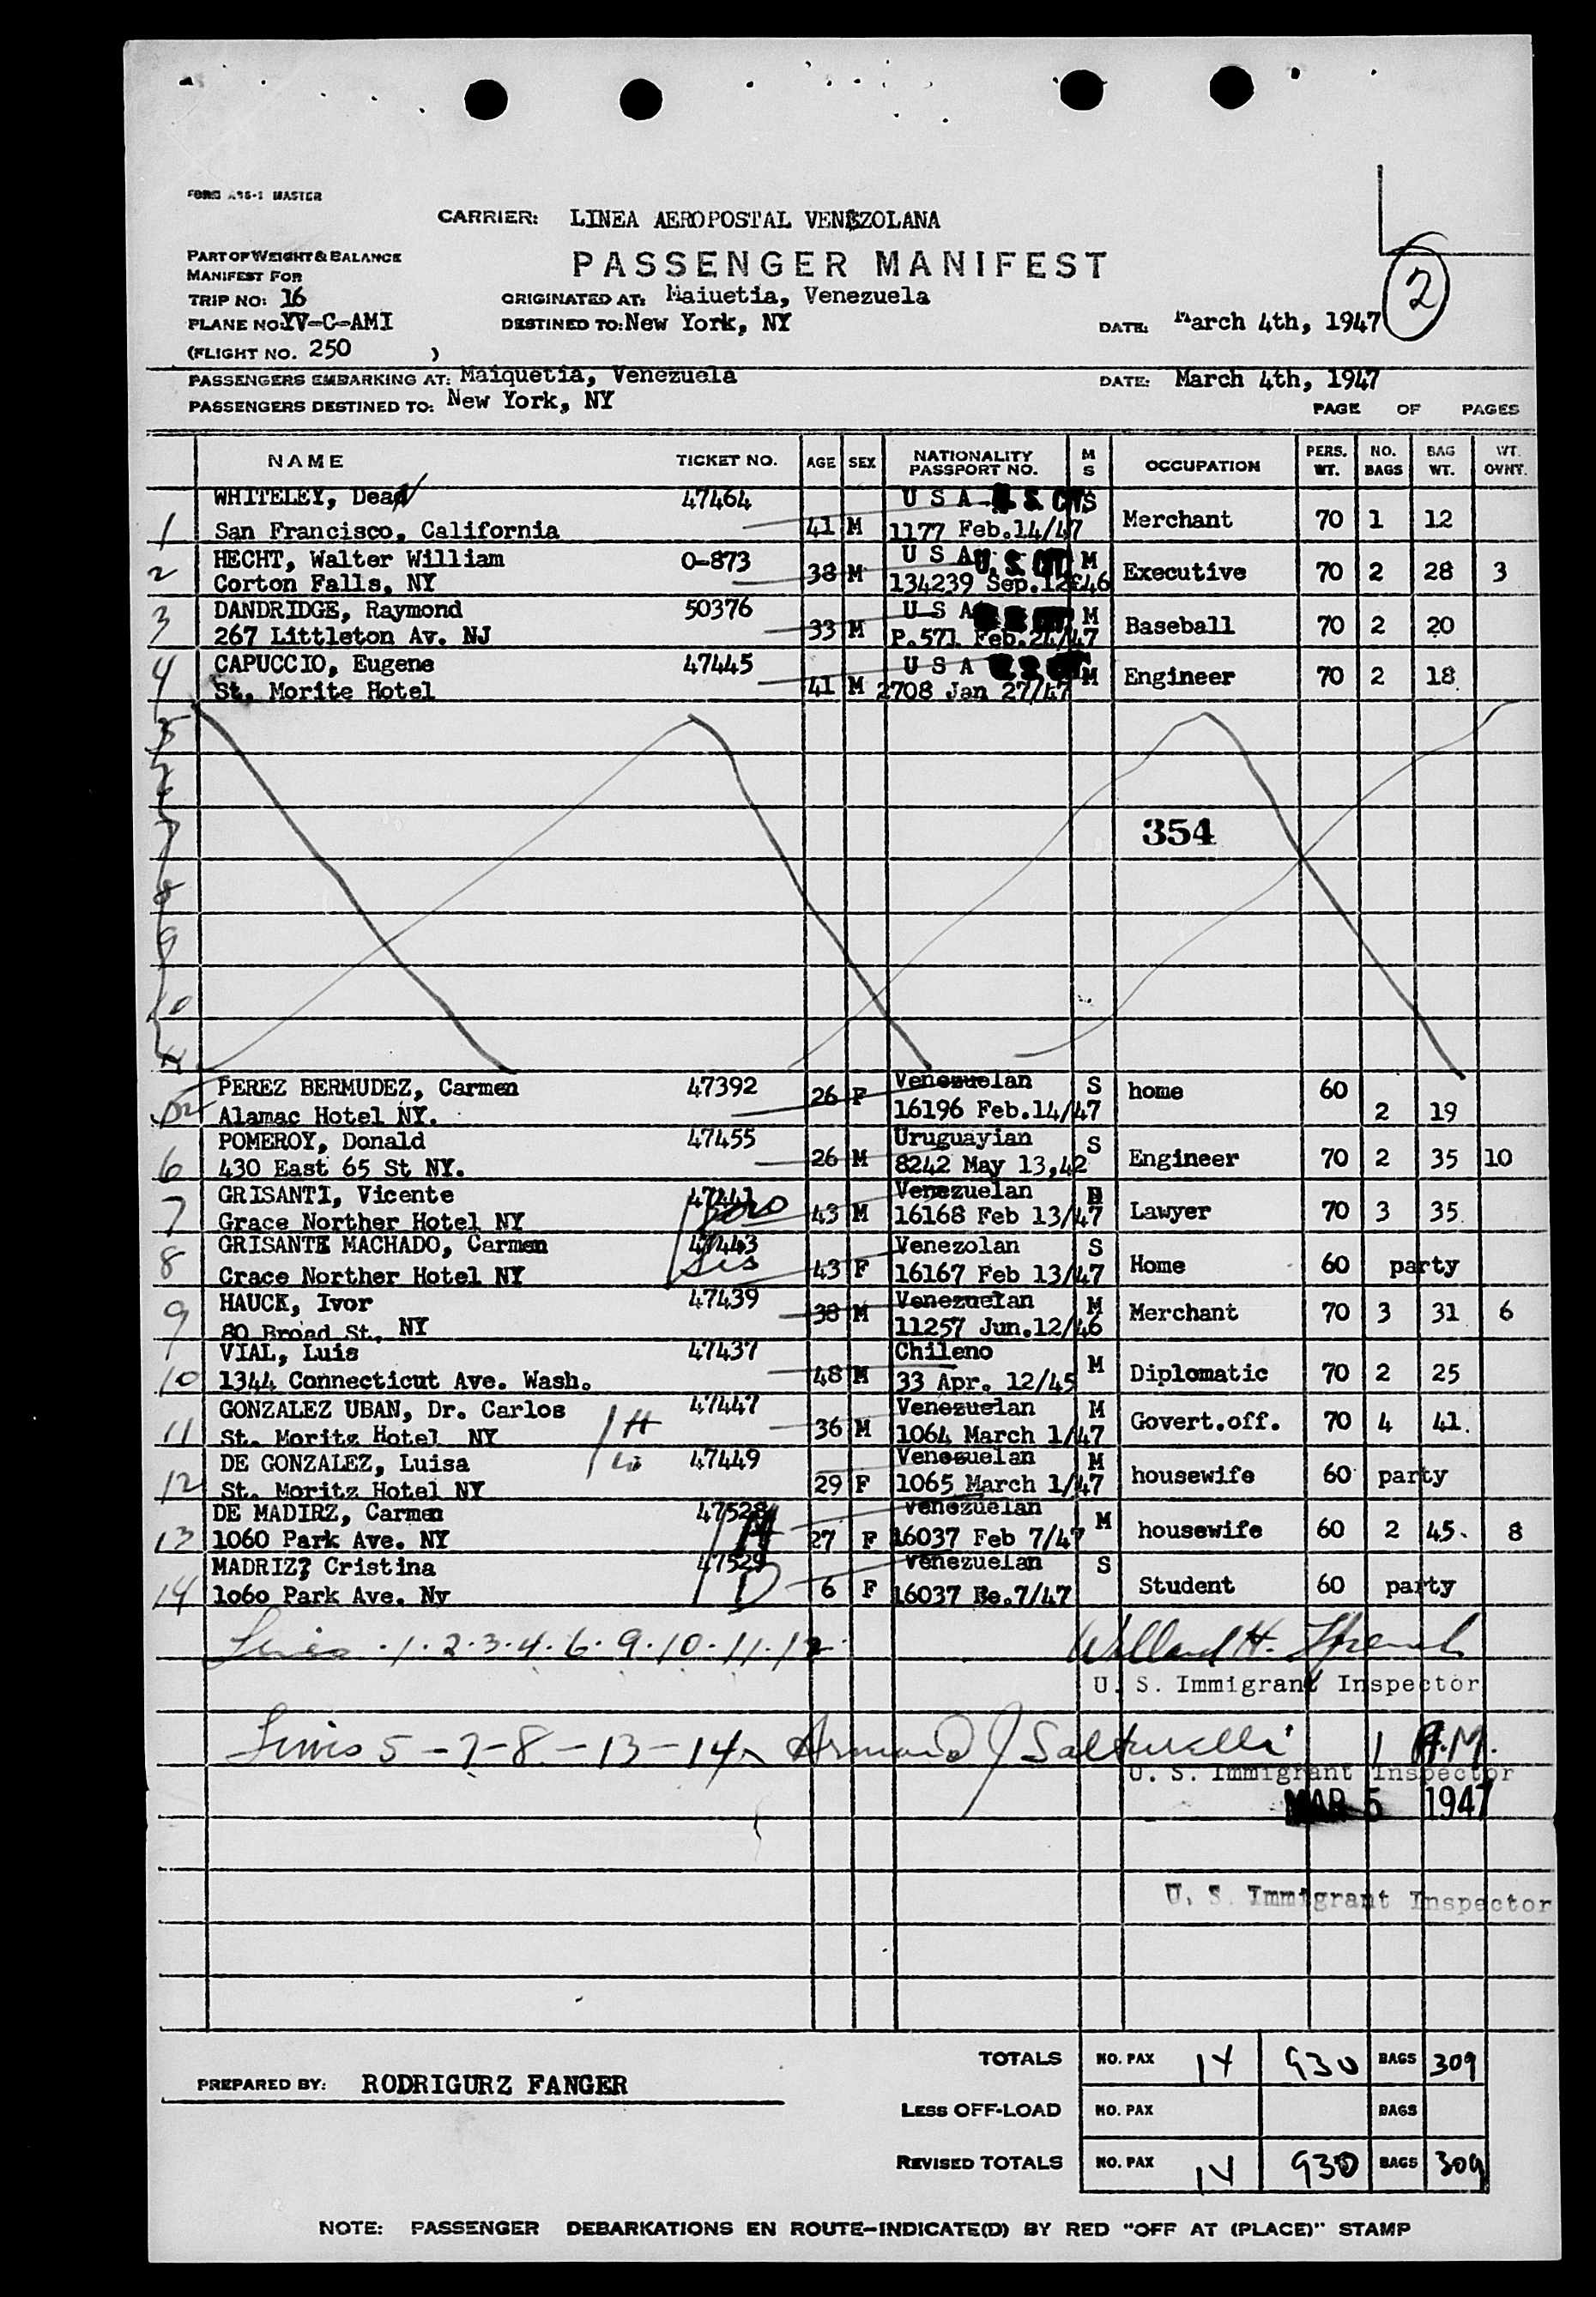 FORM A36-1 MASTER
CARRIER: LINEA AEROPOSTAL VENEZOLANA
PART OF WEIGHT & BALANCE
MANIFEST FOR
PASSENGER MANIFEST
2
TRIP NO: 16 ORIGINATED AT: Maiuetia, Venezuela
PLANE NO: YV-C-AMI DESTINED TO: New York, NY DATE: March 4th, 1947
(FLIGHT NO. 250 )
PASSENGERS EMBARKING AT: Maiquetia, Venezuela DATE: March 4th, 1947
PASSENGERS DESTINED TO: New York, NY PAGE OF PAGES
NAME TICKET NO. AGE SEX NATIONALITY PASSPORT NO. M S OCCUPATION PERS. WT. NO. BAGS BAG WT. WT. OVNT.
WHITELEY, Dean 47464 U S A S
1 San Francisco, California 41 M 1177 Feb.14/47 Merchant 70 1 12
HECHT, Walter William 0-873 U S A M
2 Corton Falls, NY 38 M 134239 Sep.12 46 Executive 70 2 28 3
DANDRIDGE, Raymond 50376 U S A M
3 267 Littleton Av. NJ 33 M P.571 Feb.24/47 Baseball 70 2 20
CAPUCCIO, Eugene 47445 U S A M
4 St. Morite Hotel 41 M 2708 Jan 27/47 Engineer 70 2 18
5
7
8
9
10
354
PEREZ BERMUDEZ, Carmen 47392 Venezuelan S
5 Alamac Hotel NY. 26 F 16196 Feb.14/47 home 60 2 19
POMEROY, Donald 47455 Uruguayian S
6 430 East 65 St NY. 26 M 8242 May 13,42 Engineer 70 2 35 10
GRISANTI, Vicente 47441 Venezuelan
7 Grace Norther Hotel NY 43 M 16168 Feb 13/47 Lawyer 70 3 35
GRISANTE MACHADO, Carmen 47443 Venezolan S
8 Crace Norther Hotel NY Sis 43 F 16167 Feb 13/47 Home 60 party
HAUCK, Ivor 47439 Venezuelan M
9 80 Broad St. NY 38 M 11257 Jun.12/46 Merchant 70 3 31 6
VIAL, Luis 47437 Chileno M
10 1344 Connecticut Ave. Wash. 48 M 33 Apr. 12/45 Diplomatic 70 2 25
GONZALEZ UBAN, Dr. Carlos H 47447 Venezuelan M
11 St. Moritz Hotel NY 36 M 1064 March 1/47 Govert.off. 70 4 41.
DE GONZALEZ, Luisa 47449 Venesuelan M
12 St. Moritz Hotel NY 29 F 1065 March 1/47 housewife 60 party
DE MADIRZ, Carmen 47528 Venezuelan M
13 1060 Park Ave. NY 27 F 16037 Feb 7/47 housewife 60 2 45. 8
MADRIZ? Cristina 47529 Venezuelan S
14 1060 Park Ave. Ny D 6 F 16037 Fe.7/47 Student 60 party
Lines 1-2-3-4-6-9-10-11-12
U. S. Immigrant Inspector
Lines 5-7-8-13-14 1 A.M.
U. S. Immigrant Inspector
MAR 5 1947
U. S. Immigrant Inspector
TOTALS NO. PAX 14 930 BAGS 309
PREPARED BY: RODRIGURZ FANGER
LESS OFF-LOAD NO. PAX BAGS
REVISED TOTALS NO. PAX 14 930 BAGS 309
NOTE: PASSENGER DEBARKATIONS EN ROUTE-INDICATE(D) BY RED "OFF AT (PLACE)" STAMP